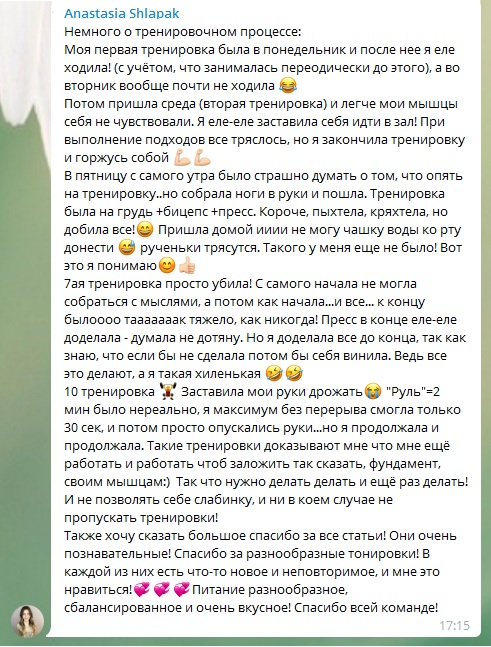 Anastasia Shlapak
Немного о тренировочном процессе:
Моя первая тренировка была в понедельник и после нее я еле
ходила! (с учётом, что занималась переодически до этого), а во
вторник вообще почти не ходила 😂
Потом пришла среда (вторая тренировка) и легче мои мышцы
себя не чувствовали. Я еле-еле заставила себя идти в зал! При
выполнение подходов все тряслось, но я закончила тренировку
и горжусь собой 💪🏻💪🏻
В пятницу с самого утра было страшно думать о том, что опять
на тренировку..но собрала ноги в руки и пошла. Тренировка
была на грудь +бицепс +пресс. Короче, пыхтела, кряхтела, но
добила все!😄 Пришла домой ииии не могу чашку воды ко рту
донести 😅 рученьки трясутся. Такого у меня еще не было! Вот
это я понимаю😊👍🏻
7ая тренировка просто убила! С самого начала не могла
собраться с мыслями, а потом как начала...и все... к концу
былоооо тааааааак тяжело, как никогда! Пресс в конце еле-еле
доделала - думала не дотяну. Но я доделала все до конца, так как
знаю, что если бы не сделала потом бы себя винила. Ведь все
это делают, а я такая хиленькая 🤣🤣
10 тренировка 🏋 Заставила мои руки дрожать😭 "Руль"=2
мин было нереально, я максимум без перерыва смогла только
30 сек, и потом просто опускались руки...но я продолжала и
продолжала. Такие тренировки доказывают мне что мне ещё
работать и работать чтоб заложить так сказать, фундамент,
своим мышцам:) Так что нужно делать делать и ещё раз делать!
И не позволять себе слабинку, и ни в коем случае не
пропускать тренировки!
Также хочу сказать большое спасибо за все статьи! Они очень
познавательные! Спасибо за разнообразные тонировки! В
каждой из них есть что-то новое и неповторимое, и мне это
нравиться!💞💞💞Питание разнообразное,
сбалансированное и очень вкусное! Спасибо всей команде!
17:15